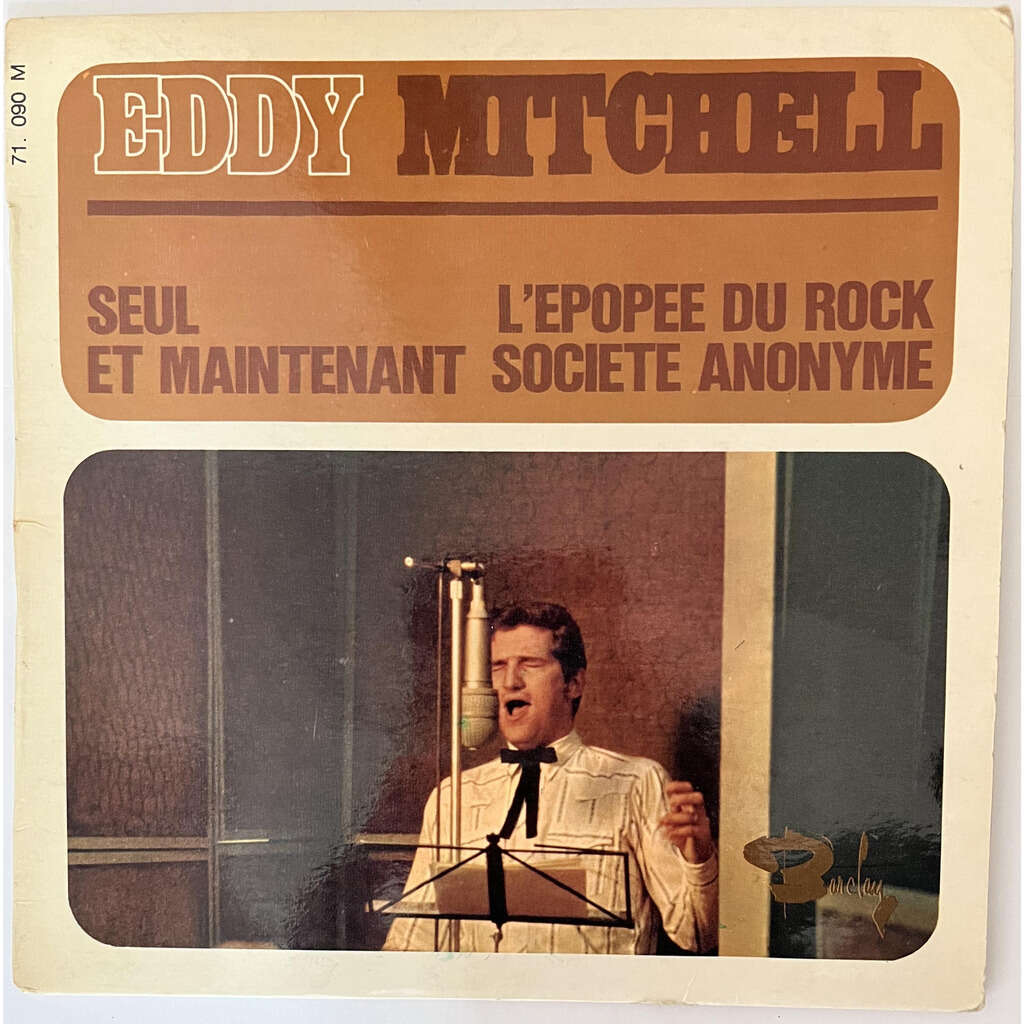 71. 090 M
EDDY MITCHELL
SEUL
ET MAINTENANT
L'EPOPEE DU ROCK
SOCIETE ANONYME
Barclay